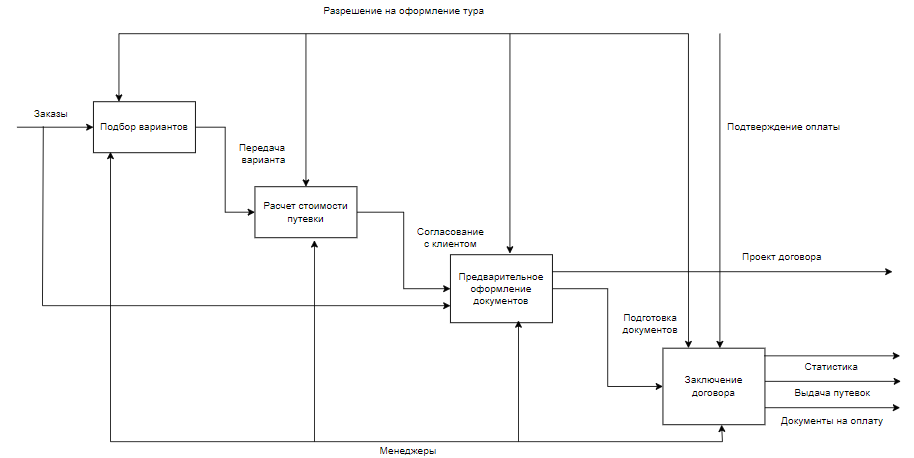 Разрешение на оформление тура
Заказы
Подбор вариантов
Подтверждение оплаты
Передача
варианта
Расчет стоимости
путевки
Согласование
с клиентом
Проект договора
Предварительное
оформление
документов
Подготовка
документов
Статистика
Заключение
договора
Выдача путевок
Документы на оплату
Менеджеры